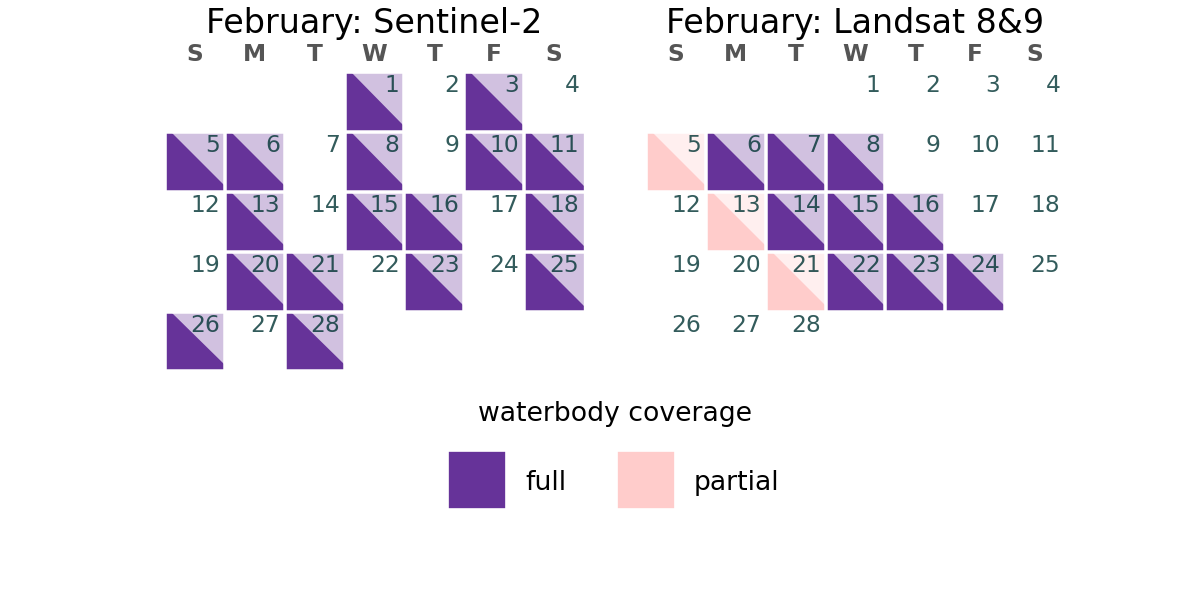 February: Sentinel-2
S M T W T F S
1 2 3 4
5 6 7 8 9 10 11
12 13 14 15 16 17 18
19 20 21 22 23 24 25
26 27 28
February: Landsat 8&9
S M T W T F S
1 2 3 4
5 6 7 8 9 10 11
12 13 14 15 16 17 18
19 20 21 22 23 24 25
26 27 28
waterbody coverage
full partial